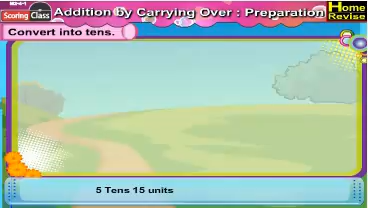 Scoring Class
Addition by Carrying Over : Preparation
Home
Revise
Convert into tens.
5 Tens 15 units